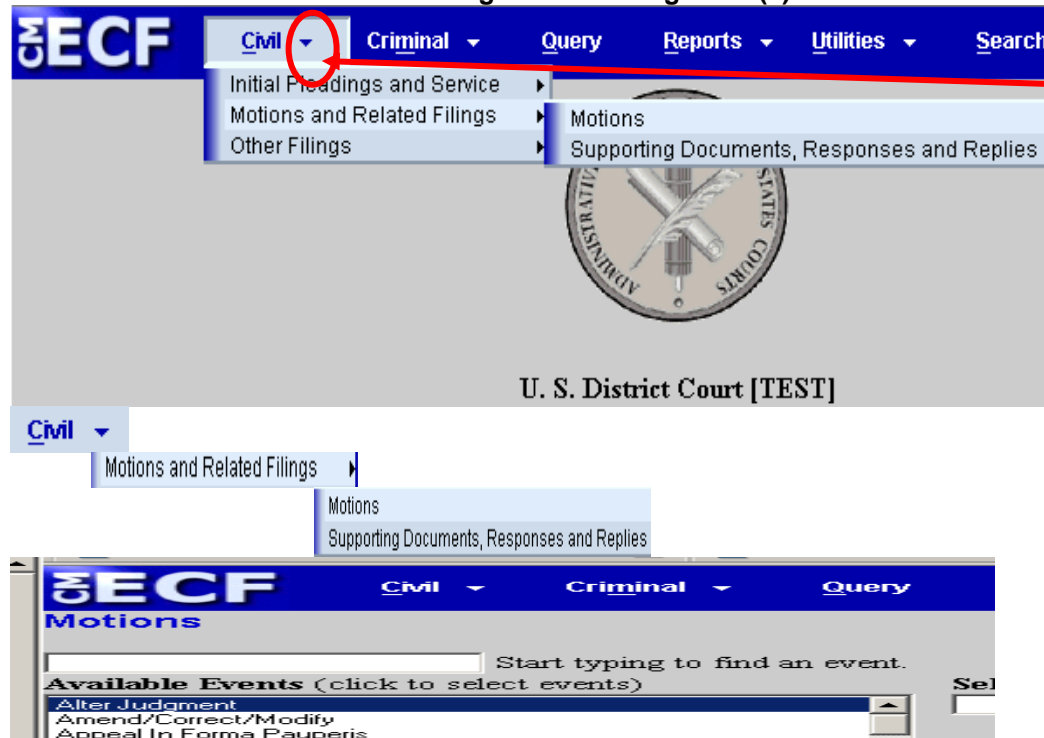 CM ECF Civil Criminal Query Reports Utilities Search
Initial Pleadings and Service
Motions and Related Filings Motions
Other Filings Supporting Documents, Responses and Replies
ADMINISTRATIVE STATES COURTS
U. S. District Court [TEST]
Civil
Motions and Related Filings
Motions
Supporting Documents, Responses and Replies
CM ECF Civil Criminal Query
Motions
Start typing to find an event.
Available Events (click to select events)
Alter Judgment
Amend/Correct/Modify
Appeal In Forma Pauperis